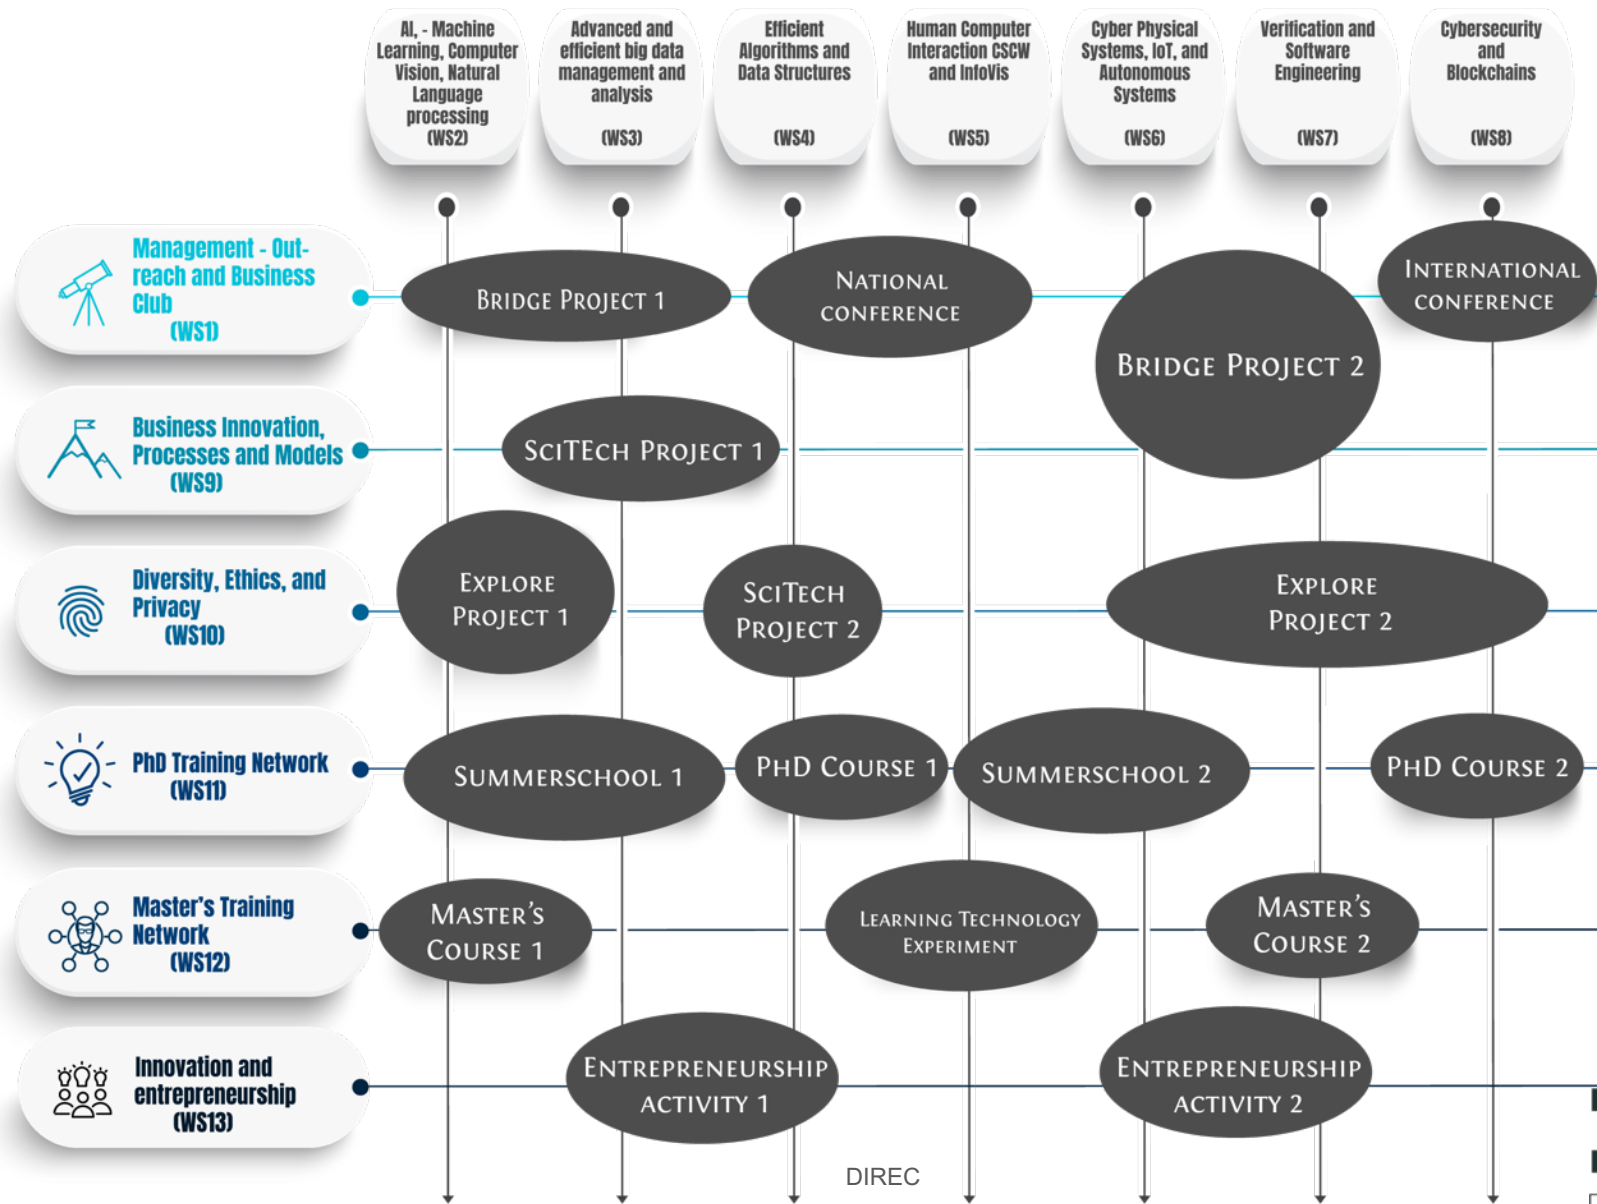 AI, - Machine
Learning, Computer
Vision, Natural
Language
processing
(WS2)
Advanced and
efficient big data
management and
analysis
(WS3)
Efficient
Algorithms and
Data Structures
(WS4)
Human Computer
Interaction CSCW
and InfoVis
(WS5)
Cyber Physical
Systems, IoT, and
Autonomous
Systems
(WS6)
Verification and
Software
Engineering
(WS7)
Cybersecurity
and
Blockchains
(WS8)
Management - Out-
reach and Business
Club
(WS1)
Bridge Project 1
National
conference
Bridge Project 2
International
conference
Business Innovation,
Processes and Models
(WS9)
SciTEch Project 1
Diversity, Ethics, and
Privacy
(WS10)
Explore
Project 1
SciTech
Project 2
Explore
Project 2
PhD Training Network
(WS11)
Summerschool 1
PhD Course 1
Summerschool 2
PhD Course 2
Master's Training
Network
(WS12)
Master's
Course 1
Learning Technology
Experiment
Master's
Course 2
Innovation and
entrepreneurship
(WS13)
Entrepreneurship
activity 1
Entrepreneurship
activity 2
DIREC